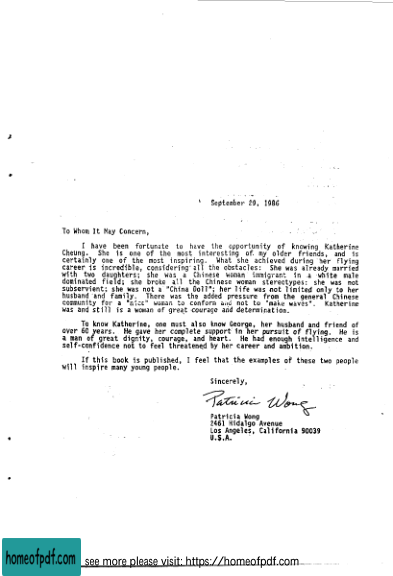 September 20, 1986
To Whom It May Concern,
I have been fortunate to have the opportunity of knowing Katherine
Cheung. She is one of the most interesting of my older friends, and is
certainly one of the most inspiring. What she achieved during her flying
career is incredible, considering all the obstacles: She was already married
with two daughters; she was a Chinese woman immigrant in a white male
dominated field; she broke all the Chinese woman stereotypes: she was not
subservient; she was not a "China Doll"; her life was not limited only to her
husband and family. There was the added pressure from the general Chinese
community for a "nice" woman to conform and not to "make waves". Katherine
was and still is a woman of great courage and determination.
To know Katherine, one must also know George, her husband and friend of
over 60 years. He gave her complete support in her pursuit of flying. He is
a man of great dignity, courage, and heart. He had enough intelligence and
self-confidence not to feel threatened by her career and ambition.
If this book is published, I feel that the examples of these two people
will inspire many young people.
Sincerely,
Patricia Wong
Patricia Wong
2461 Hidalgo Avenue
Los Angeles, California 90039
U.S.A.
homeofpdf.com see more please visit: https://homeofpdf.com